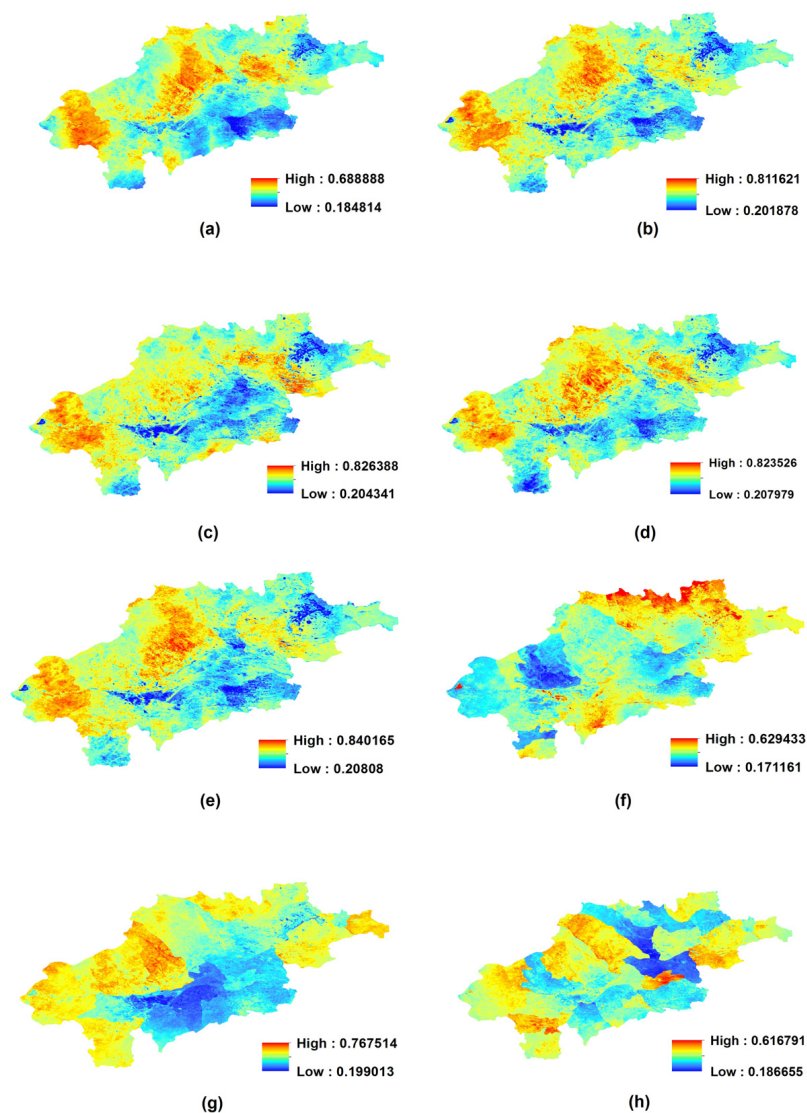 High : 0.688888
Low : 0.184814
(a)
High : 0.811621
Low : 0.201878
(b)
High : 0.826388
Low : 0.204341
(c)
High : 0.823526
Low : 0.207979
(d)
High : 0.840165
Low : 0.20808
(e)
High : 0.629433
Low : 0.171161
(f)
High : 0.767514
Low : 0.199013
(g)
High : 0.616791
Low : 0.186655
(h)